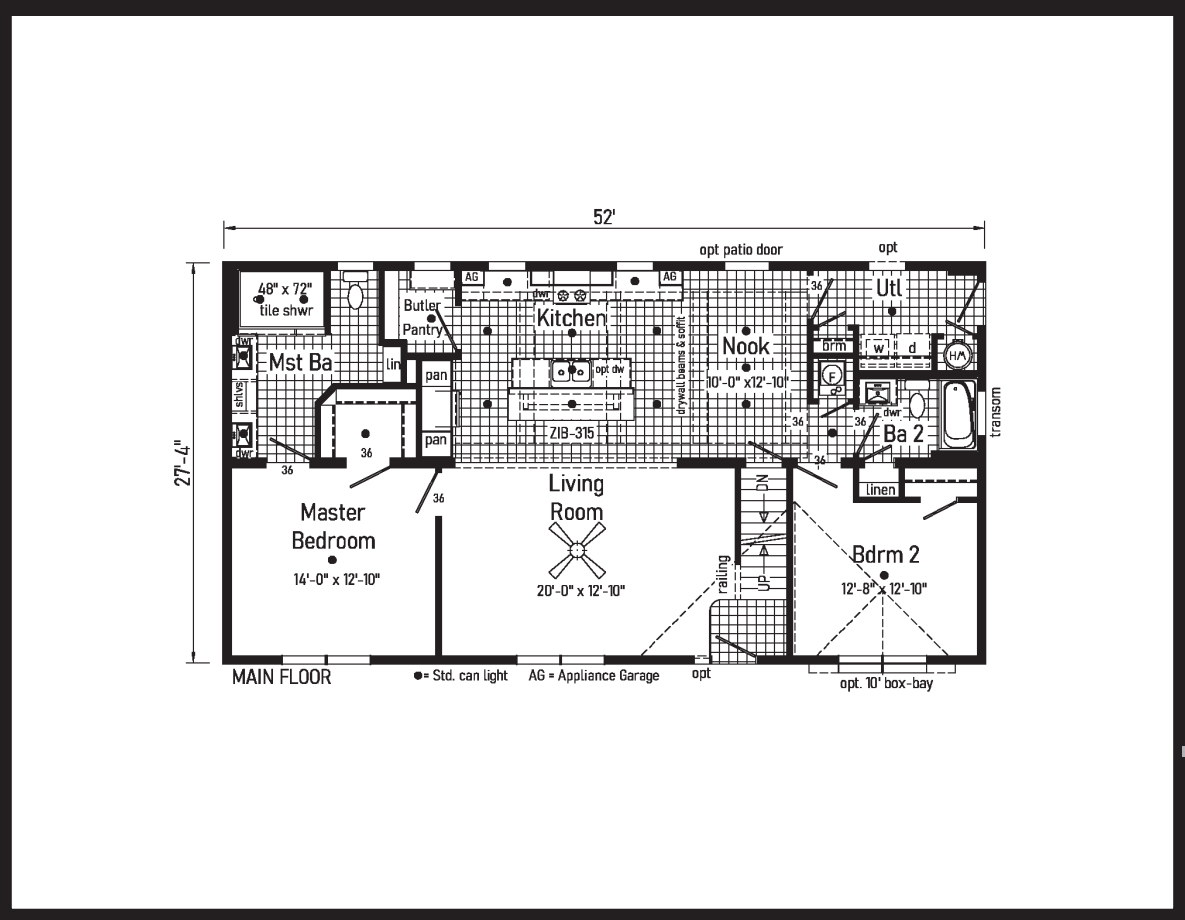 52'
opt patio door
opt
48" x 72"
tile shwr
AG
AG
dwr
36
Utl
Butler
Pantry
Kitchen
drywall beams & soffit
Nook
brm
w
d
dwr
Mst Ba
lin
pan
opt dw
10'-0" x12'-10"
F
shlvs
transom
dwr
36
36
Ba 2
27'-4"
pan
ZIB-315
dwr
36
36
36
36
Living
Room
DN
linen
Master
Bedroom
14'-0" x 12'-10"
20'-0" x 12'-10"
railing
UP
Bdrm 2
12'-8" x 12'-10"
MAIN FLOOR
= Std. can light
AG = Appliance Garage
opt
opt. 10' box-bay